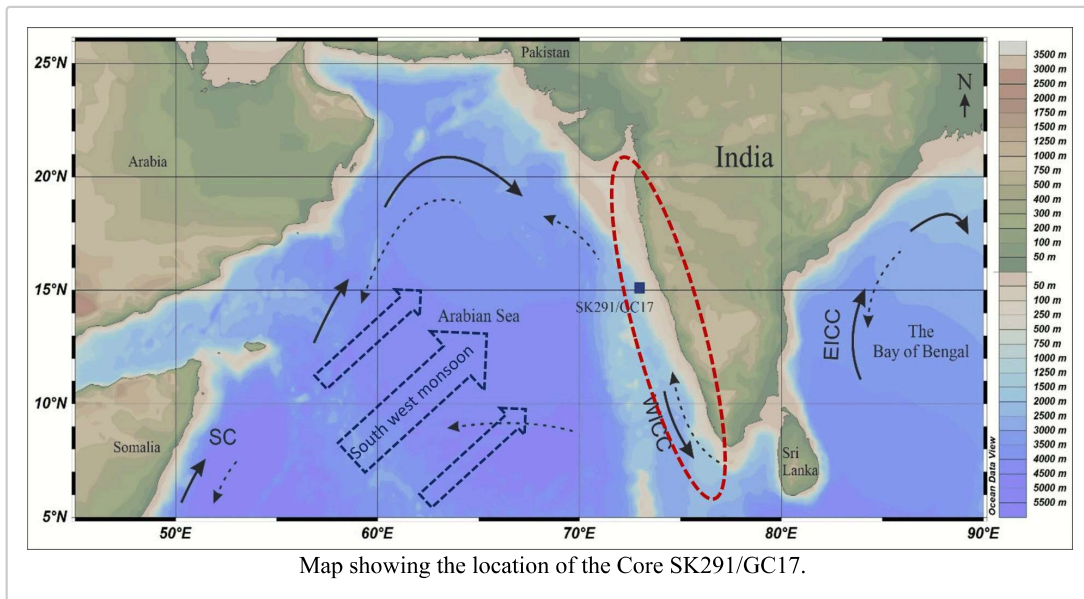 Pakistan
25°N
N
Arabia
India
20°N
15°N
SK291/GC17
Arabian Sea
EICC
The
Bay of Bengal
South west monsoon
10°N
WICC
Somalia
SC
Sri
Lanka
5°N
50°E
60°E
70°E
80°E
90°E
3500 m
3000 m
2500 m
2000 m
1750 m
1500 m
1250 m
1000 m
750 m
500 m
400 m
300 m
200 m
100 m
50 m
50 m
100 m
250 m
500 m
750 m
1000 m
1250 m
1500 m
2000 m
2500 m
3000 m
3500 m
4000 m
4500 m
5000 m
5500 m
Ocean Data View
Map showing the location of the Core SK291/GC17.